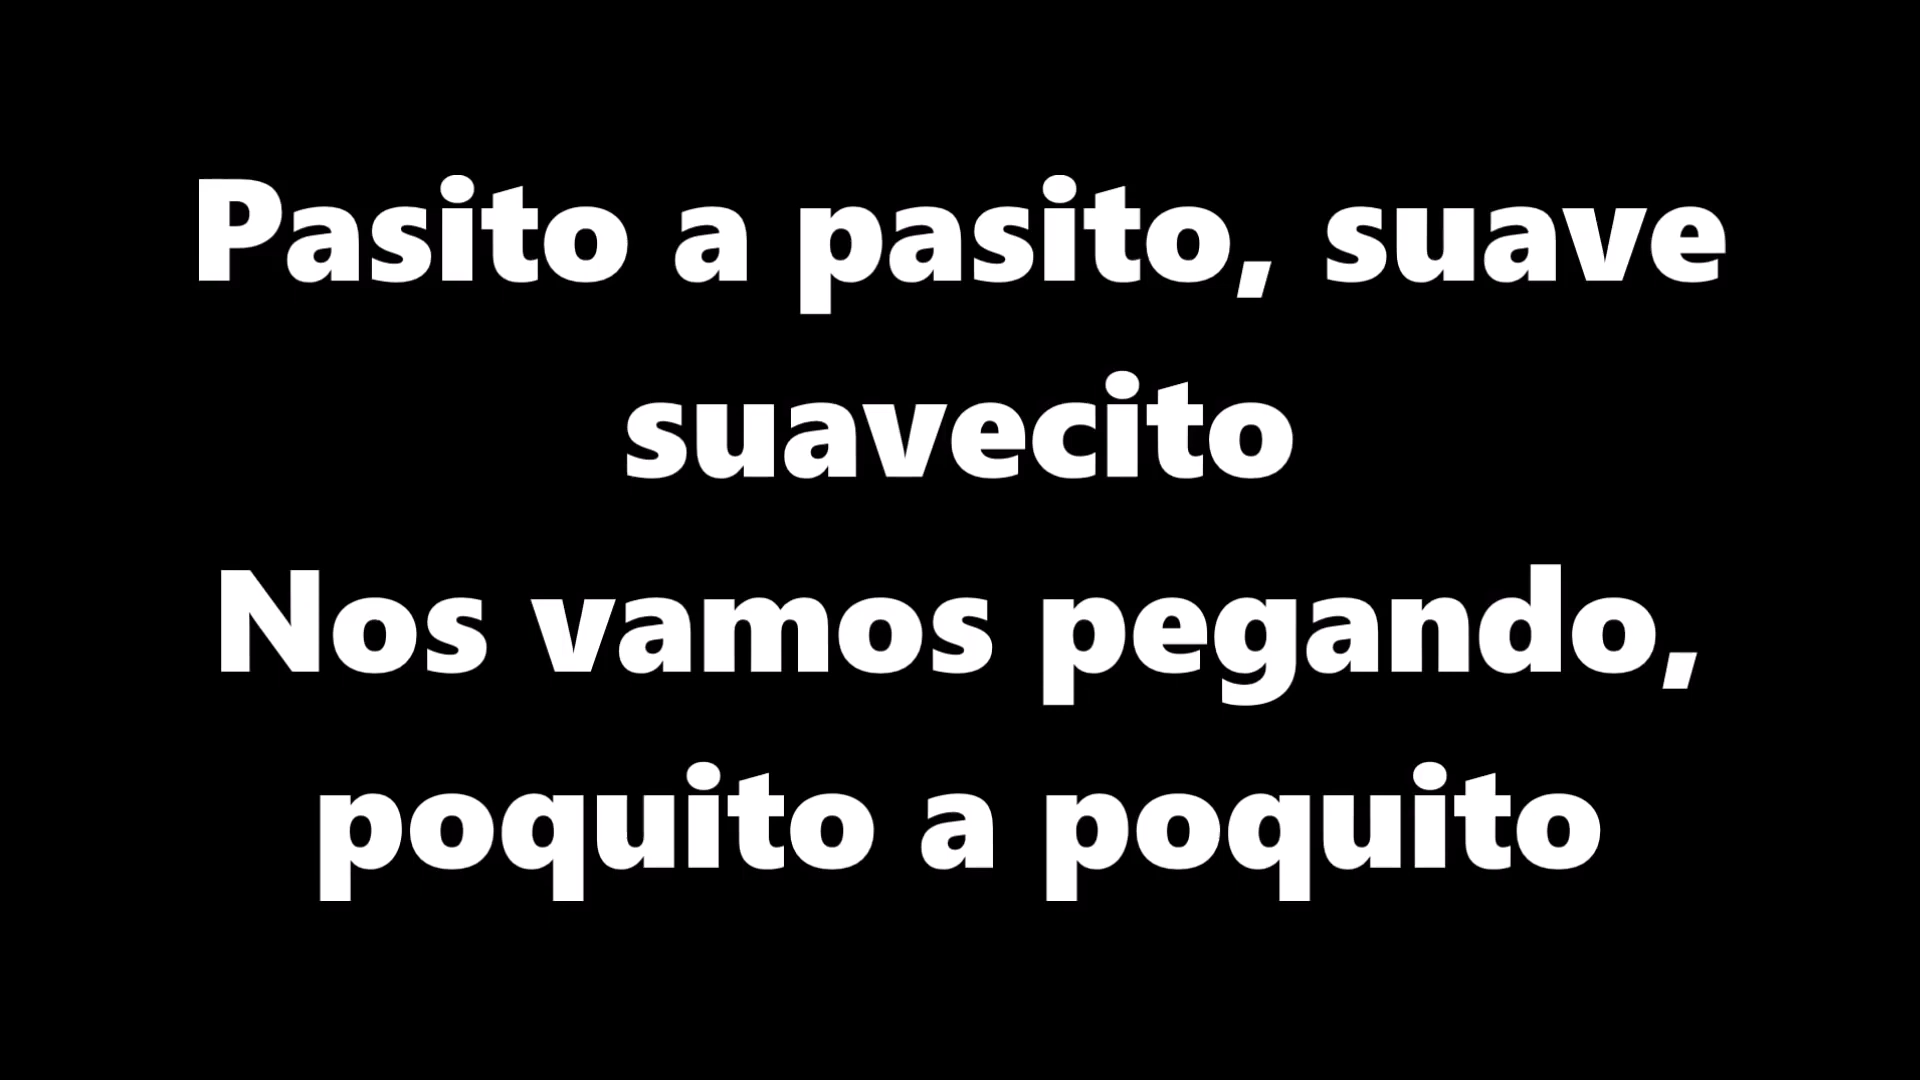 Pasito a pasito, suave
suavecito
Nos vamos pegando,
poquito a poquito